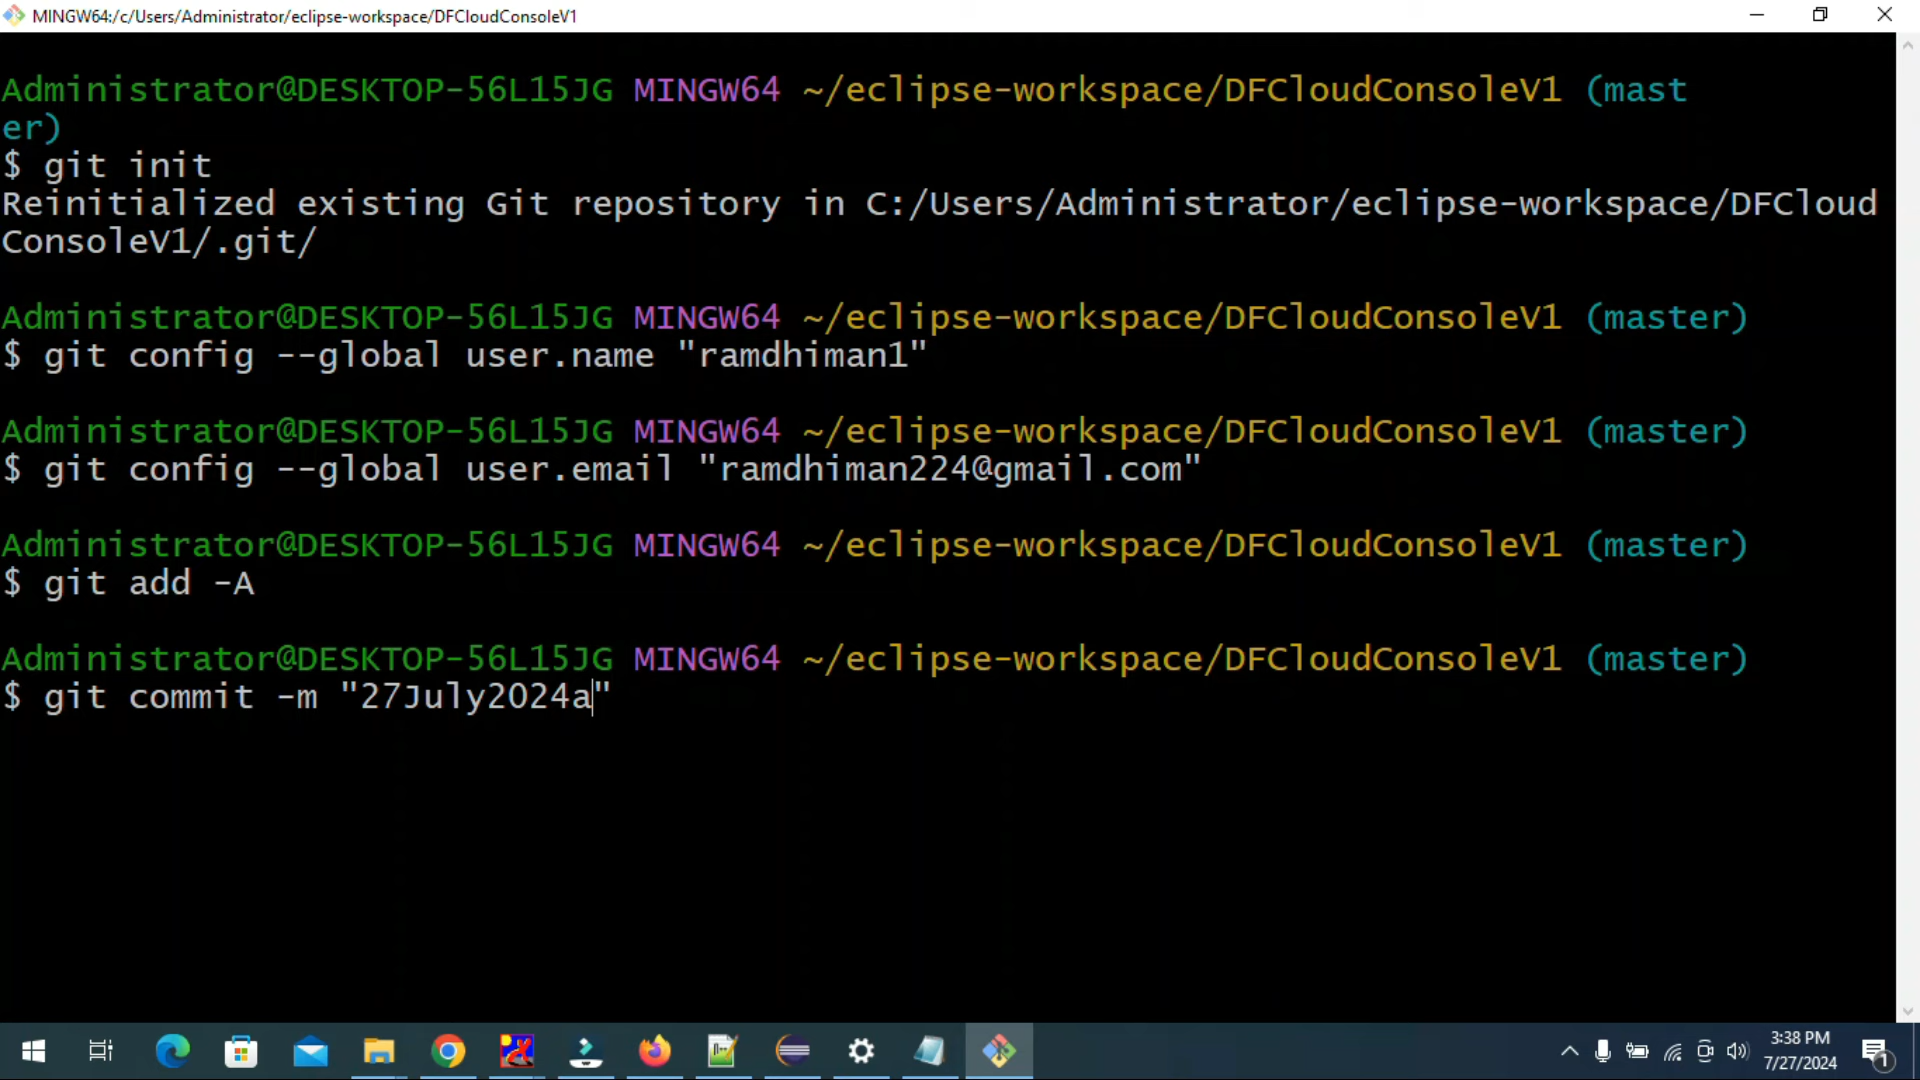 MINGW64:/c/Users/Administrator/eclipse-workspace/DFCloudConsoleV1
Administrator@DESKTOP-56L15JG MINGW64 ~/eclipse-workspace/DFCloudConsoleV1 (mast
er)
$ git init
Reinitialized existing Git repository in C:/Users/Administrator/eclipse-workspace/DFCloud
ConsoleV1/.git/
Administrator@DESKTOP-56L15JG MINGW64 ~/eclipse-workspace/DFCloudConsoleV1 (master)
$ git config --global user.name "ramdhiman1"
Administrator@DESKTOP-56L15JG MINGW64 ~/eclipse-workspace/DFCloudConsoleV1 (master)
$ git config --global user.email "ramdhiman224@gmail.com"
Administrator@DESKTOP-56L15JG MINGW64 ~/eclipse-workspace/DFCloudConsoleV1 (master)
$ git add -A
Administrator@DESKTOP-56L15JG MINGW64 ~/eclipse-workspace/DFCloudConsoleV1 (master)
$ git commit -m "27July2024a"
3:38 PM
7/27/2024
1